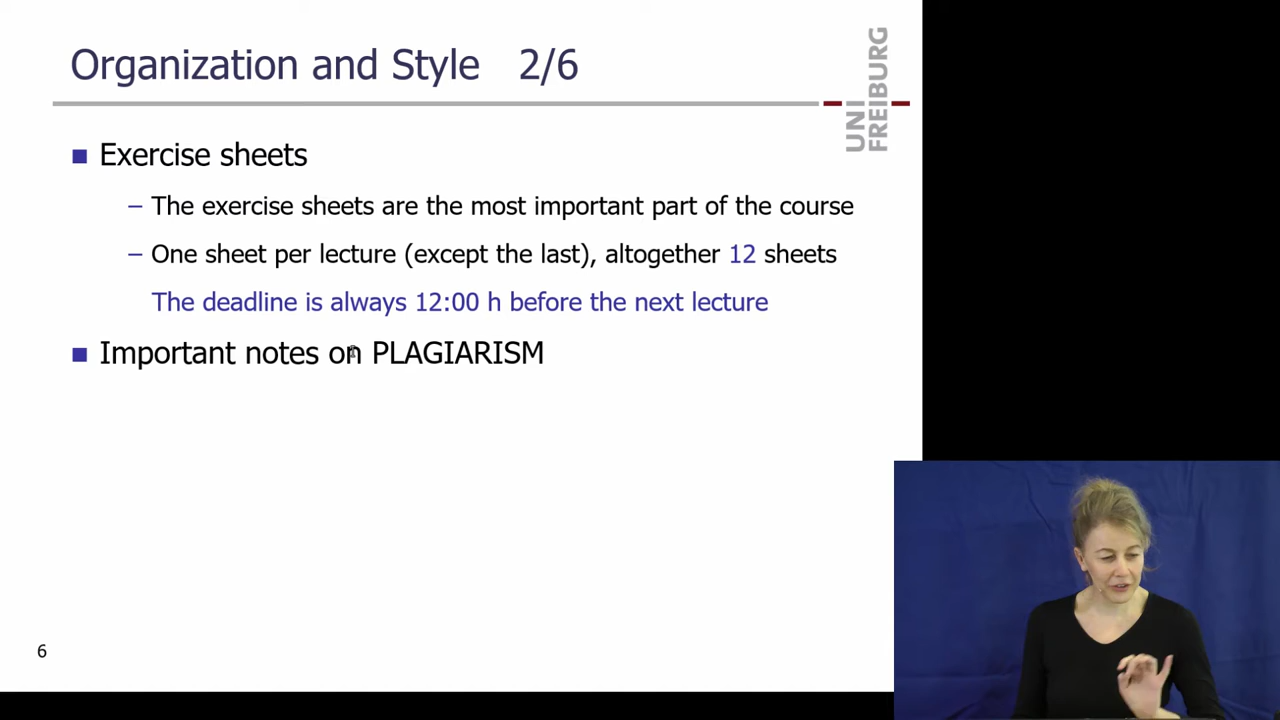 Organization and Style 2/6
UNI
FREIBURG
■ Exercise sheets
– The exercise sheets are the most important part of the course
– One sheet per lecture (except the last), altogether 12 sheets
The deadline is always 12:00 h before the next lecture
■ Important notes on PLAGIARISM
6